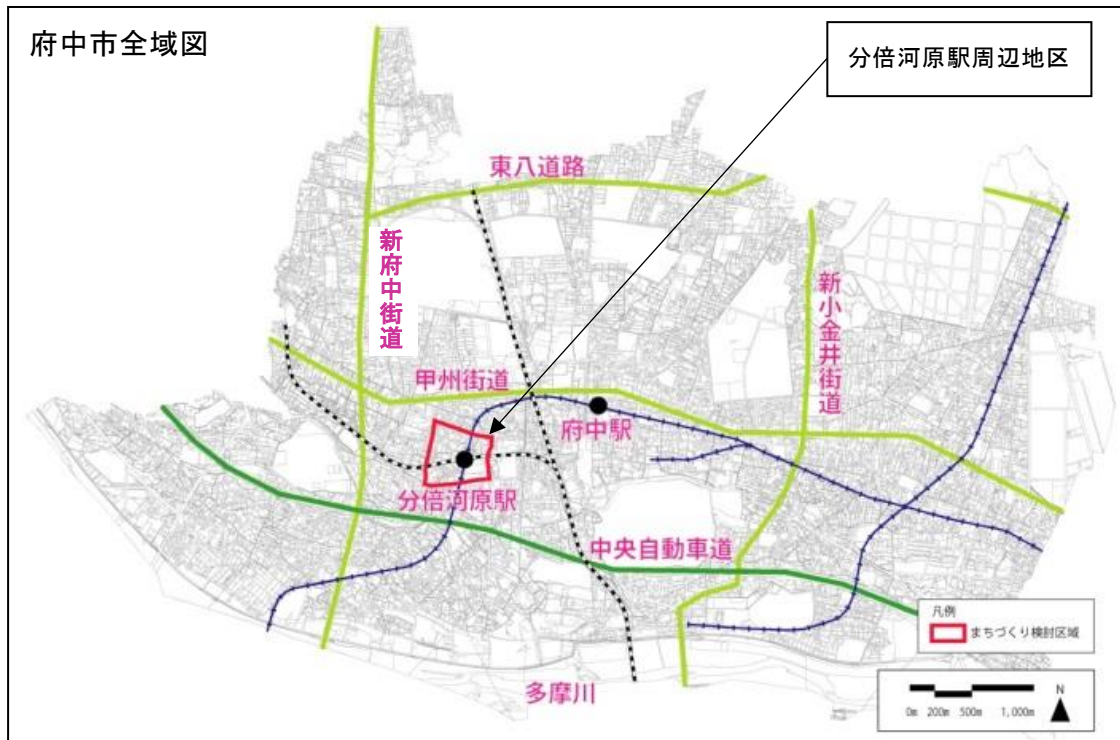 府中市全域図
分倍河原駅周辺地区
東八道路
新府中街道
新小金井街道
甲州街道
府中駅
分倍河原駅
中央自動車道
凡例
まちづくり検討区域
多摩川
N
0m 200m 500m 1,000m